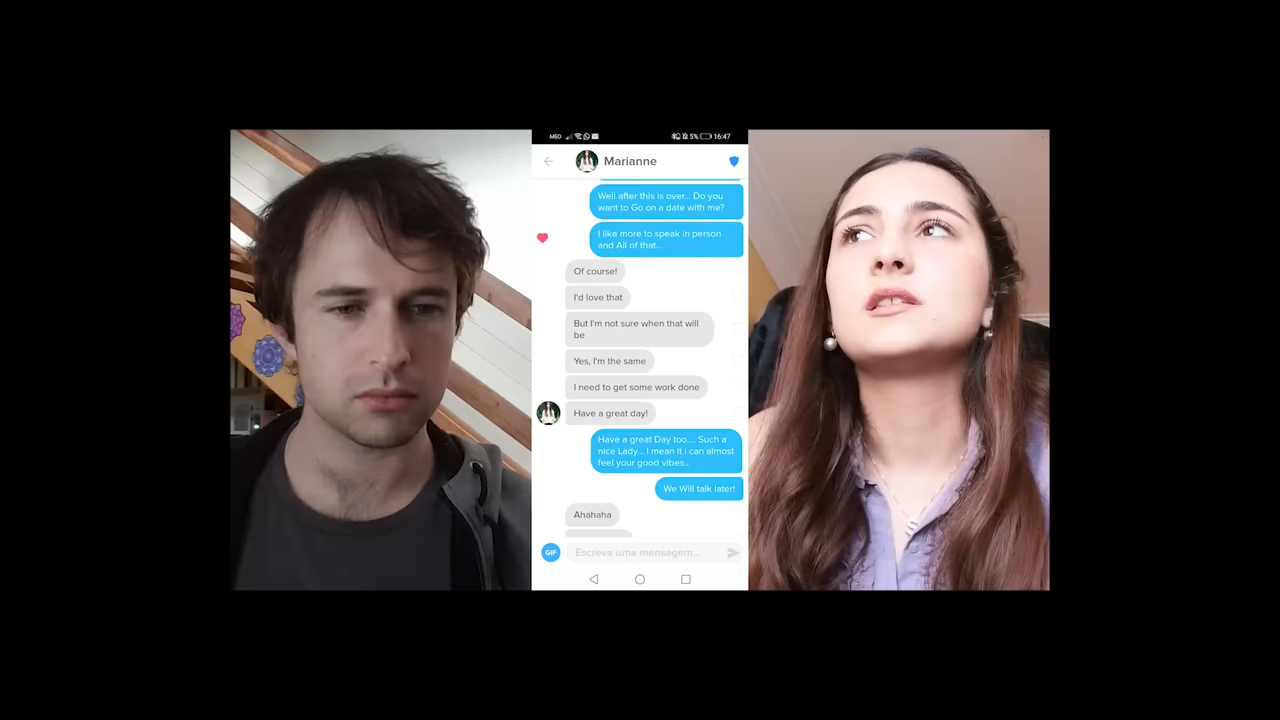 MEO 5% 16:47
Marianne
Well after this is over... Do you
want to Go on a date with me?
I like more to speak in person
and All of that...
Of course!
I'd love that
But I'm not sure when that will
be
Yes, I'm the same
I need to get some work done
Have a great day!
Have a great Day too.... Such a
nice Lady... I mean it i can almost
feel your good vibes...
We Will talk later!
Ahahaha
GIF Escreva uma mensagem...